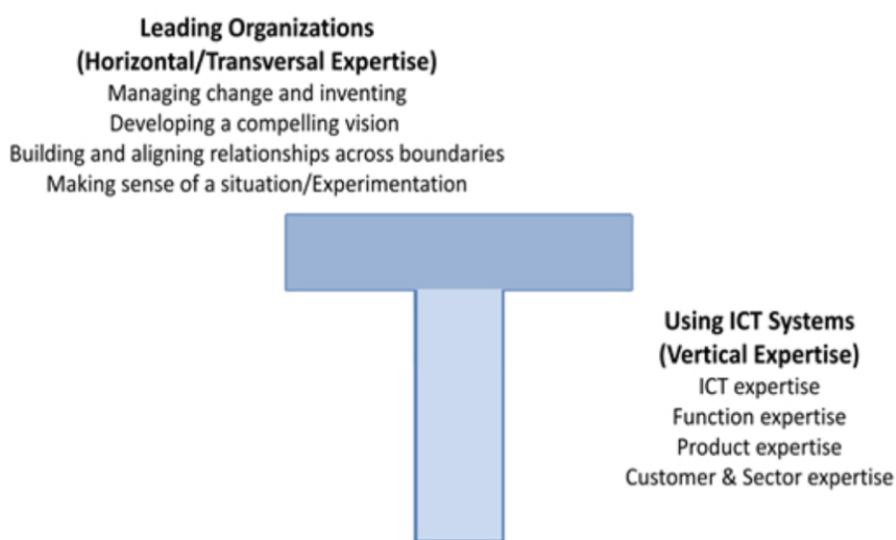 Leading Organizations
(Horizontal/Transversal Expertise)
Managing change and inventing
Developing a compelling vision
Building and aligning relationships across boundaries
Making sense of a situation/Experimentation
Using ICT Systems
(Vertical Expertise)
ICT expertise
Function expertise
Product expertise
Customer & Sector expertise